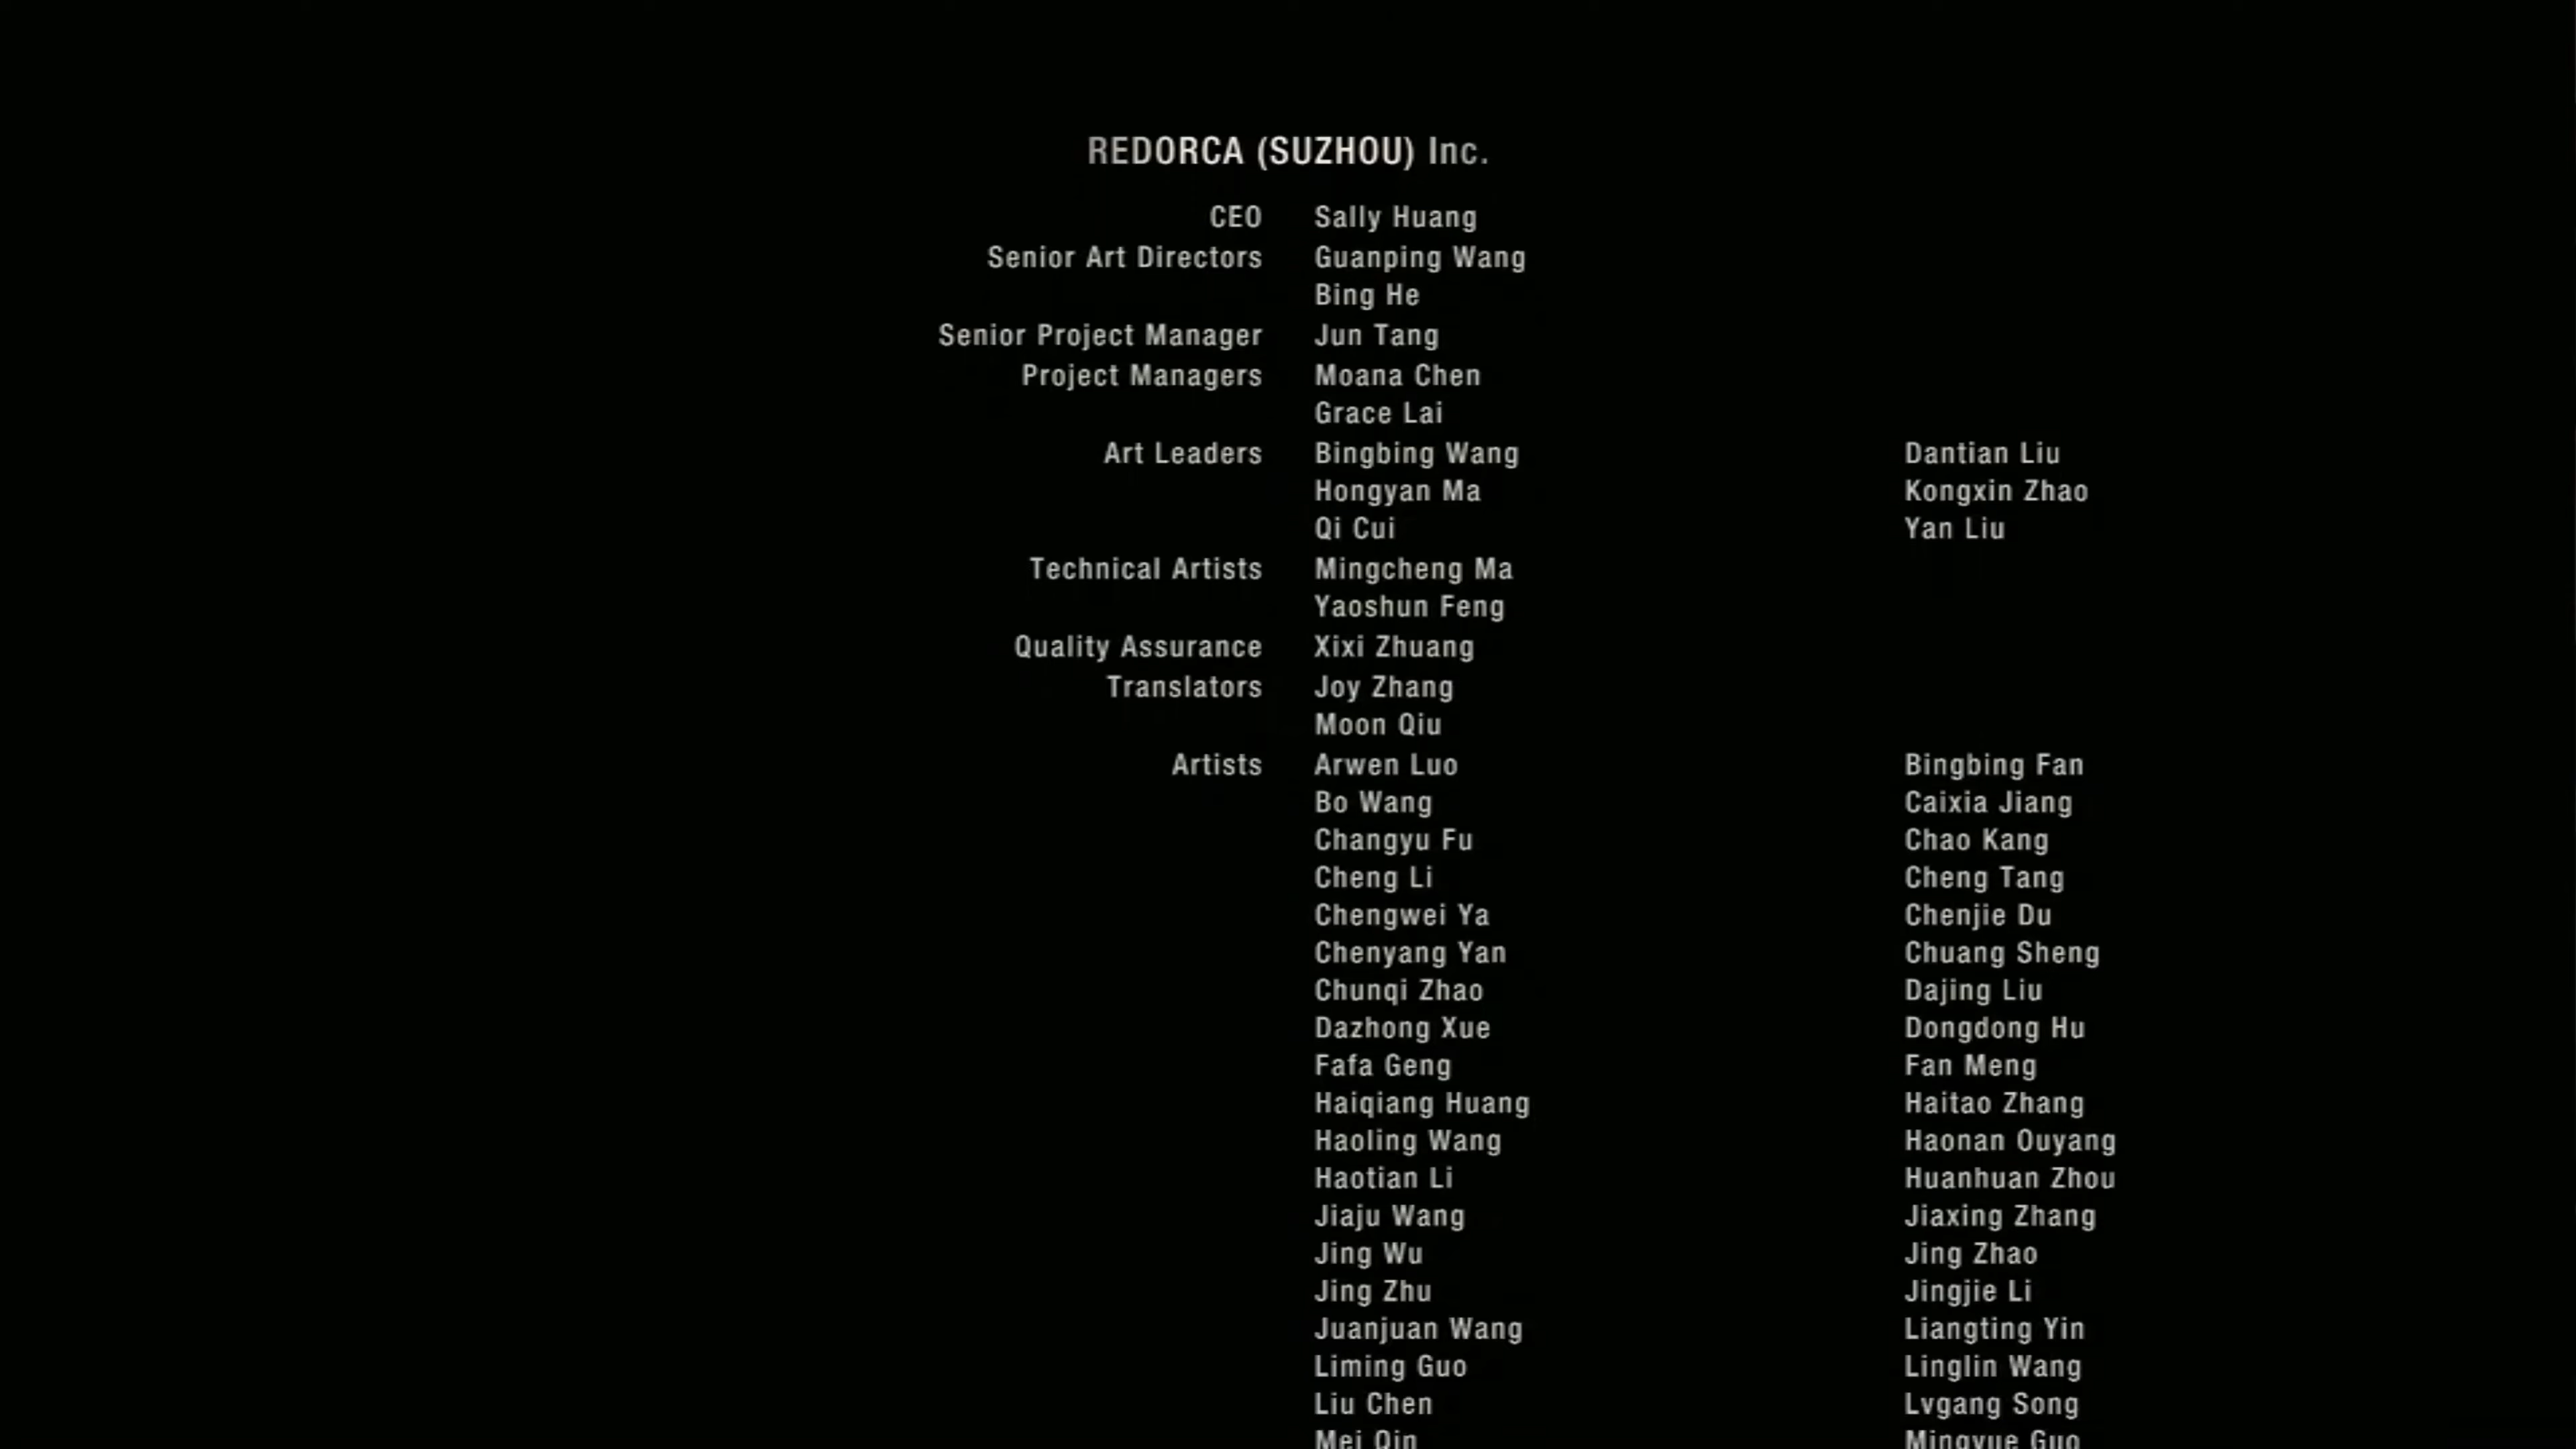 REDORCA (SUZHOU) Inc.
CEO Sally Huang
Senior Art Directors Guanping Wang
Bing He
Senior Project Manager Jun Tang
Project Managers Moana Chen
Grace Lai
Art Leaders Bingbing Wang Dantian Liu
Hongyan Ma Kongxin Zhao
Qi Cui Yan Liu
Technical Artists Mingcheng Ma
Yaoshun Feng
Quality Assurance Xixi Zhuang
Translators Joy Zhang
Moon Qiu
Artists Arwen Luo Bingbing Fan
Bo Wang Caixia Jiang
Changyu Fu Chao Kang
Cheng Li Cheng Tang
Chengwei Ya Chenjie Du
Chenyang Yan Chuang Sheng
Chunqi Zhao Dajing Liu
Dazhong Xue Dongdong Hu
Fafa Geng Fan Meng
Haiqiang Huang Haitao Zhang
Haoling Wang Haonan Ouyang
Haotian Li Huanhuan Zhou
Jiaju Wang Jiaxing Zhang
Jing Wu Jing Zhao
Jing Zhu Jingjie Li
Juanjuan Wang Liangting Yin
Liming Guo Linglin Wang
Liu Chen Lvgang Song
Mei Qin Mingyue Guo